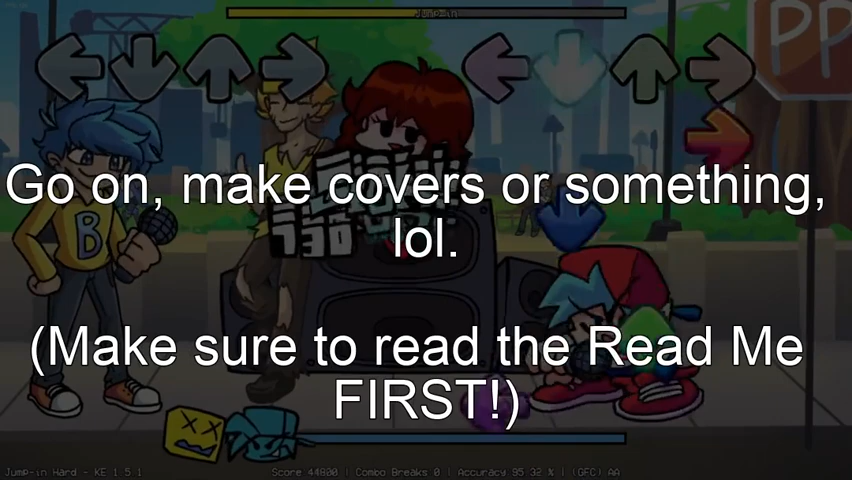 Jump-in
PP
Go on, make covers or something,
lol.
B
(Make sure to read the Read Me
FIRST!)
Jump-in Hard - KE 1.5.1
Score 44800 | Combo Breaks 0 | Accuracy 95.32 % | (GFC) AA